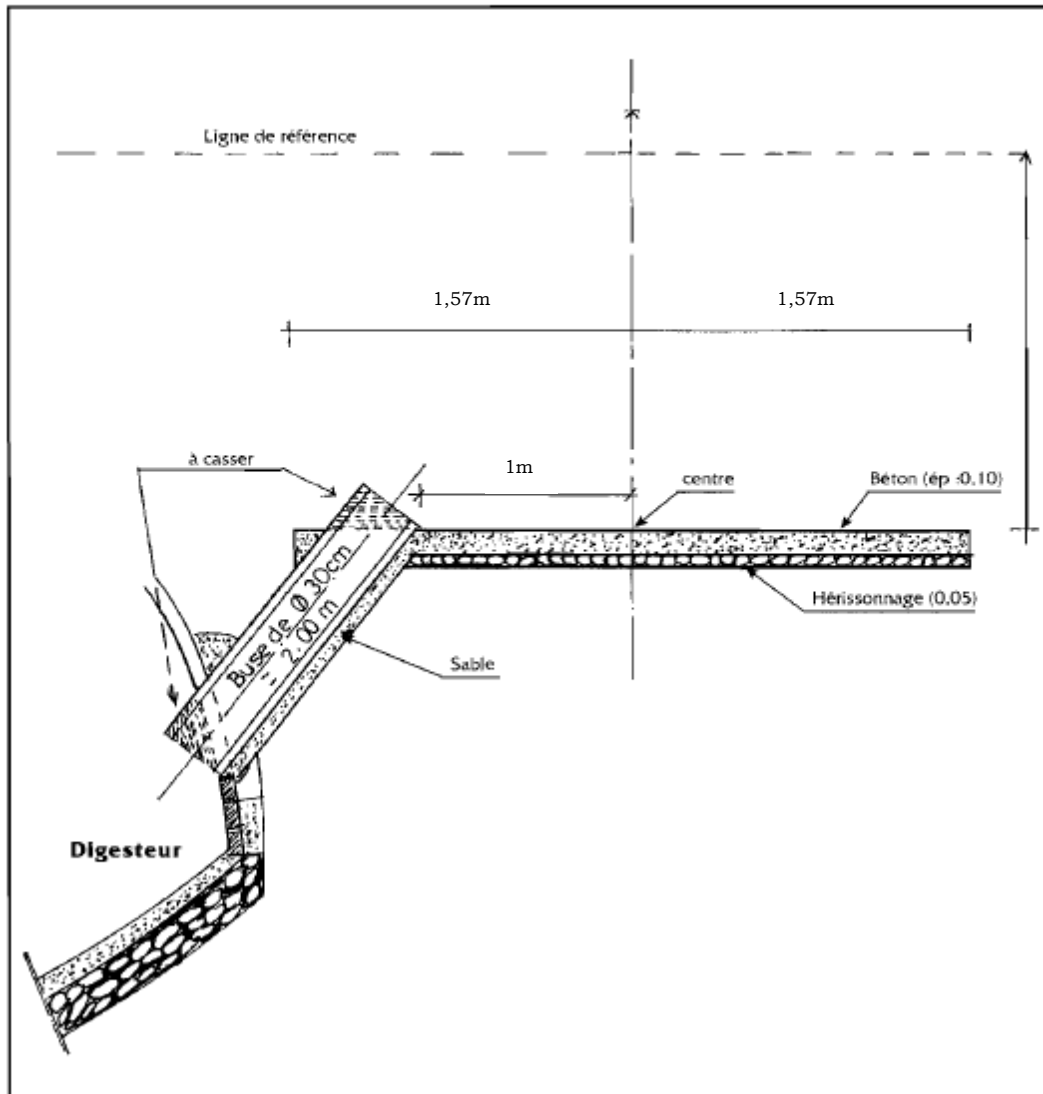 Ligne de référence
1,57m
1,57m
à casser
1m
centre
Béton (ép :0.10)
Buse de Ø 30cm
= 2.00 m
Hérissonnage (0.05)
Sable
Digesteur